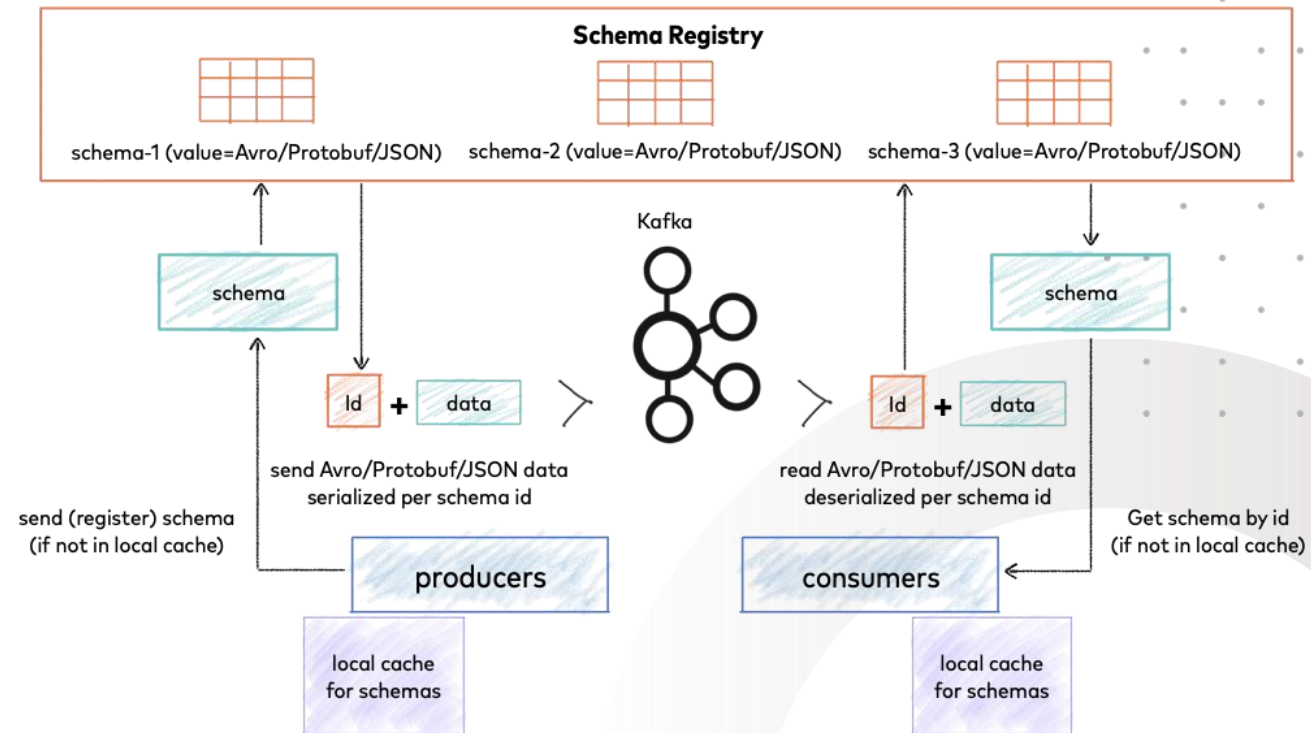 Schema Registry
schema-1 (value=Avro/Protobuf/JSON)
schema-2 (value=Avro/Protobuf/JSON)
schema-3 (value=Avro/Protobuf/JSON)
Kafka
schema
schema
Id
+
data
Id
+
data
send Avro/Protobuf/JSON data
serialized per schema id
read Avro/Protobuf/JSON data
deserialized per schema id
send (register) schema
(if not in local cache)
Get schema by id
(if not in local cache)
producers
consumers
local cache
for schemas
local cache
for schemas